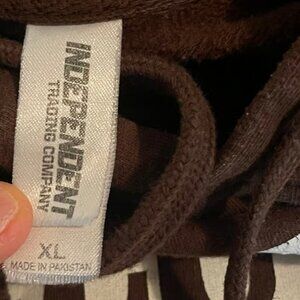 INDEPENDENT
TRADING COMPANY
XL
MADE IN PAKISTAN